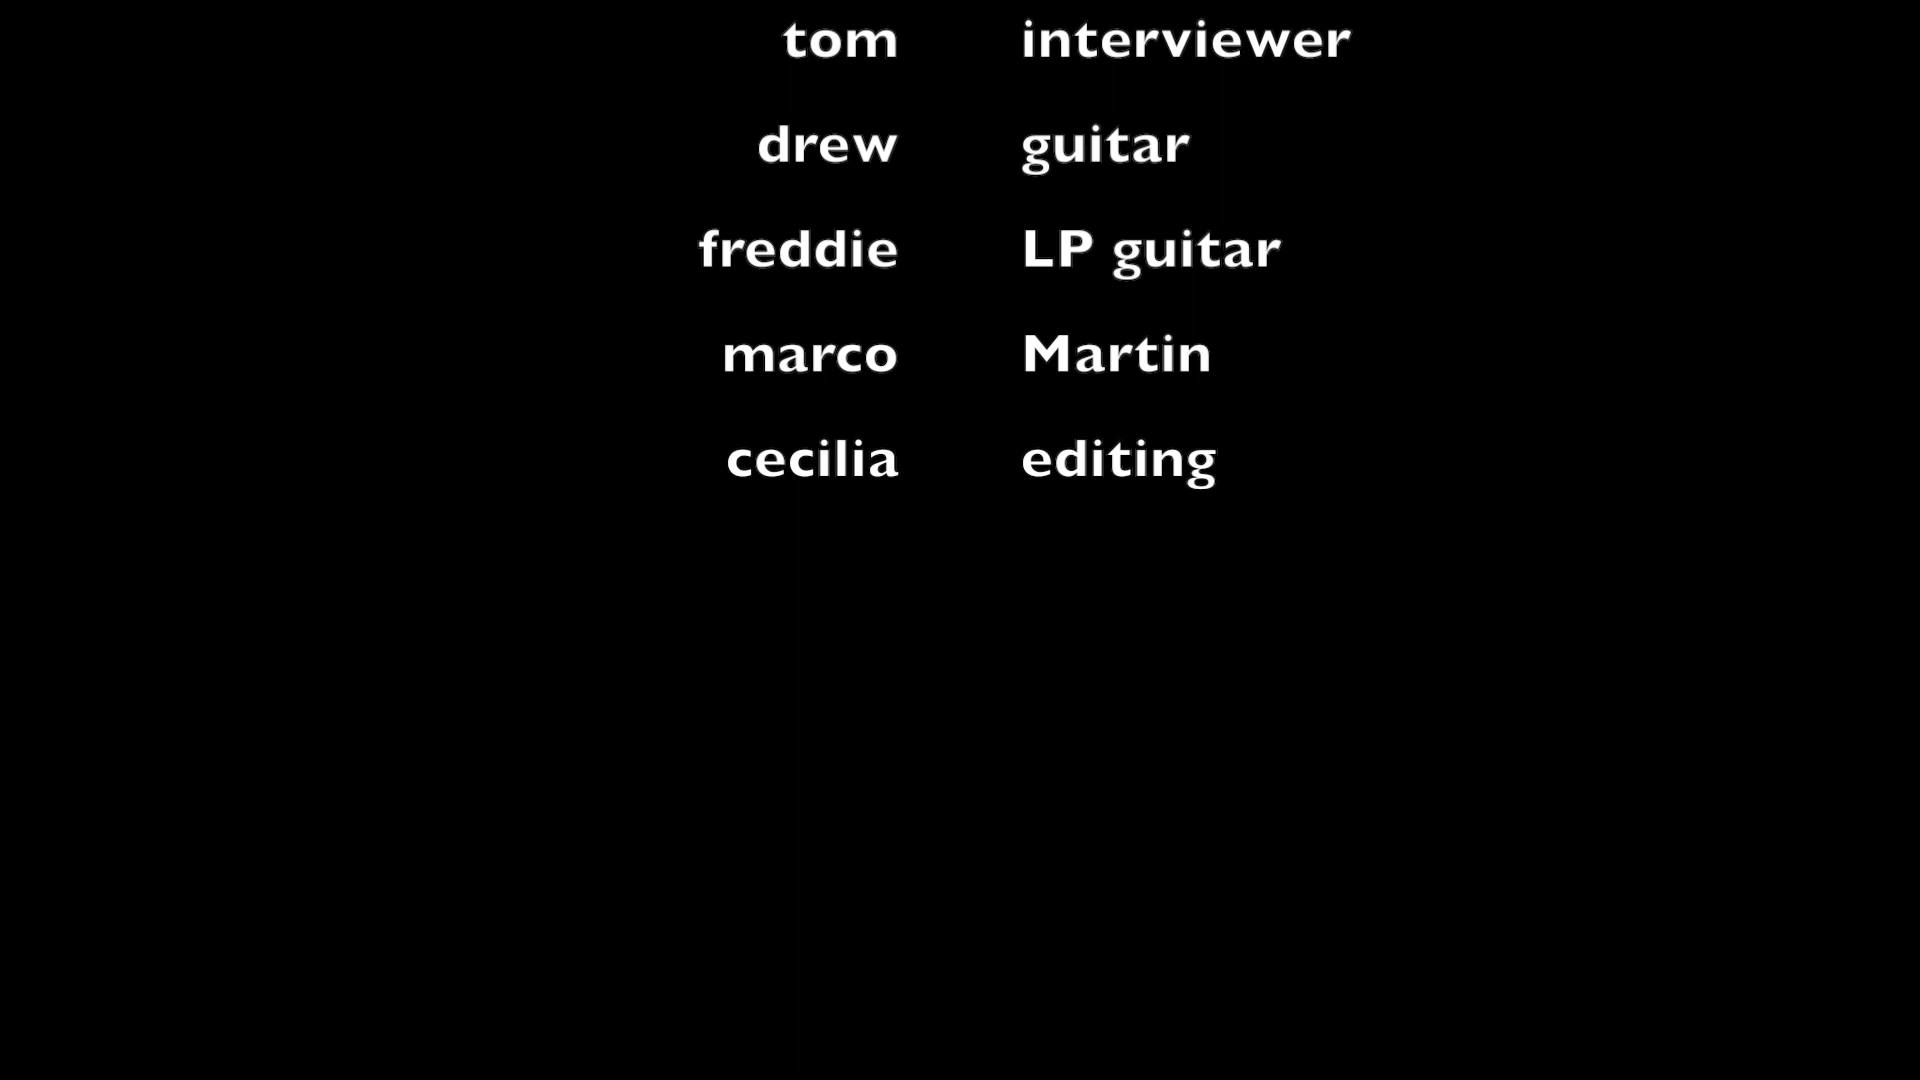 tom interviewer
drew guitar
freddie LP guitar
marco Martin
cecilia editing